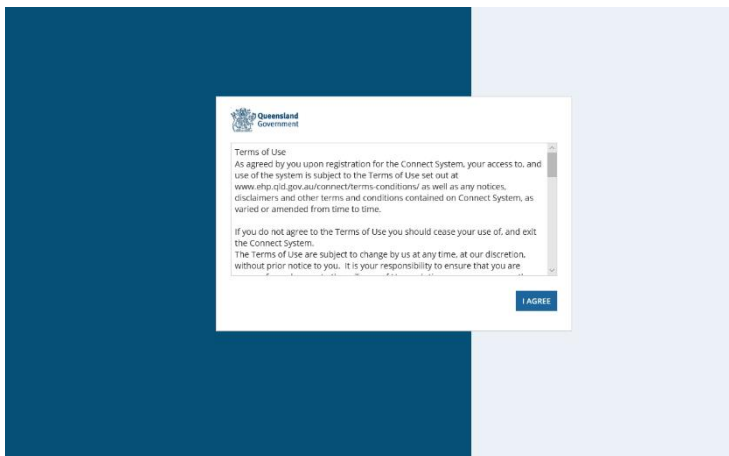 Queensland
Government
Terms of Use
As agreed by you upon registration for the Connect System, your access to, and
use of the system is subject to the Terms of Use set out at
www.ehp.qld.gov.au/connect/terms-conditions/ as well as any notices,
disclaimers and other terms and conditions contained on Connect System, as
varied or amended from time to time.
If you do not agree to the Terms of Use you should cease your use of, and exit
the Connect System.
The Terms of Use are subject to change by us at any time, at our discretion,
without prior notice to you. It is your responsibility to ensure that you are
I AGREE